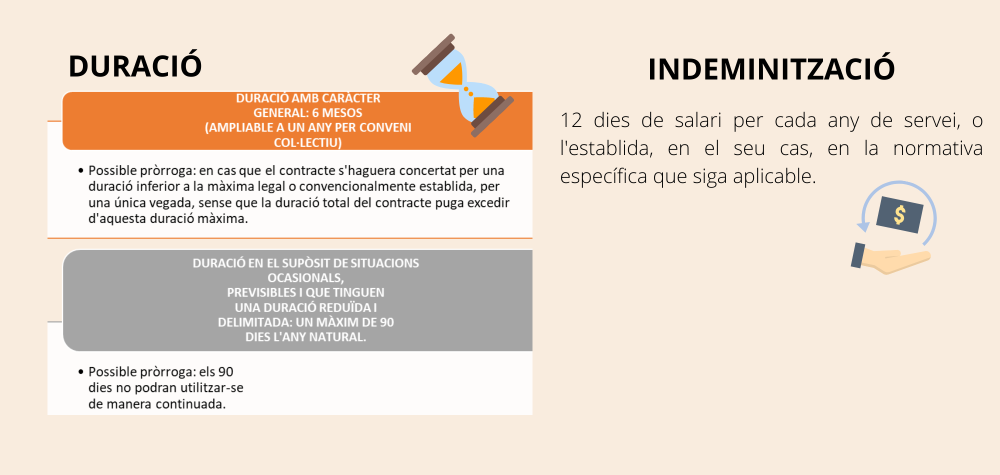 DURACIÓ
DURACIÓ AMB CARÀCTER
GENERAL: 6 MESOS
(AMPLIABLE A UN ANY PER CONVENI
COL·LECTIU)
• Possible pròrroga: en cas que el contracte s'haguera concertat per una
duració inferior a la màxima legal o convencionalment establida, per
una única vegada, sense que la duració total del contracte puga excedir
d'aquesta duració màxima.
DURACIÓ EN EL SUPÒSIT DE SITUACIONS
OCASIONALS,
PREVISIBLES I QUE TINGUEN
UNA DURACIÓ REDUÏDA I
DELIMITADA: UN MÀXIM DE 90
DIES L'ANY NATURAL.
• Possible pròrroga: els 90
dies no podran utilitzar-se
de manera continuada.
INDEMINITZACIÓ
12 dies de salari per cada any de servei, o
l'establida, en el seu cas, en la normativa
específica que siga aplicable.
$